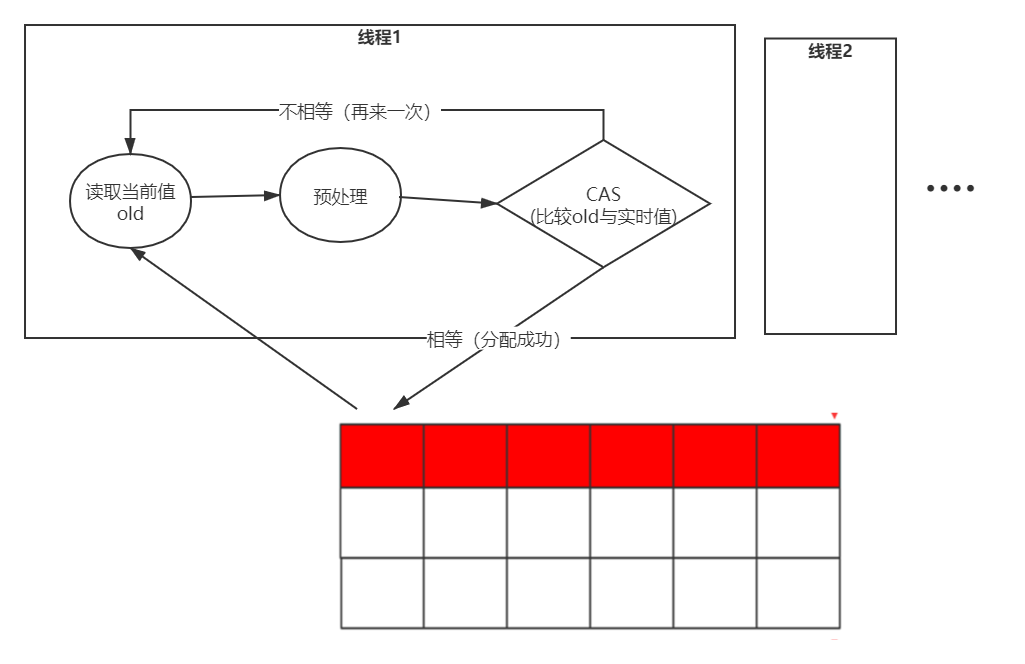 线程1
线程2
不相等（再来一次）
读取当前值
old
预处理
CAS
(比较old与实时值)
相等（分配成功）